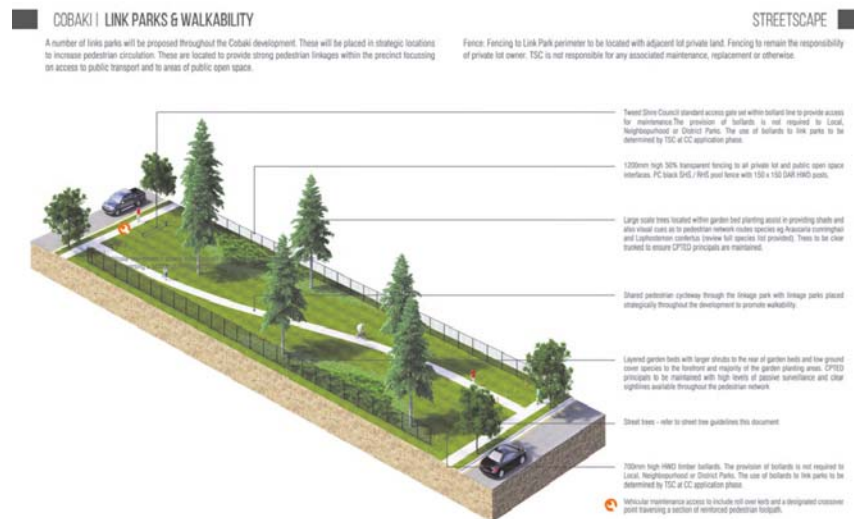 COBAKI | LINK PARKS & WALKABILITY
STREETSCAPE
A number of links parks will be proposed throughout the Cobaki development. These will be placed in strategic locations
to increase pedestrian circulation. These are located to provide strong pedestrian linkages within the precinct focussing
on access to public transport and to areas of public open space.
Fence: Fencing to Link Park perimeter to be located with adjacent lot private land. Fencing to remain the responsibility
of private lot owner. TSC is not responsible for any associated maintenance, replacement or otherwise.
Tweed Shire Council standard access gate set within bollard line to provide access
for maintenance.The provision of bollards is not required to Local,
Neighbourhood or District Parks. The use of bollards to link parks to be
determined by TSC at CC application phase.
1200mm high 50% transparent fencing to all private lot and public open space
interfaces. PC black SHS / RHS pool fence with 150 x 150 DAR HWD posts.
Large scale trees located within garden bed planting assist in providing shade and
also visual cues as to pedestrian network routes species eg Araucaria cunninghaii
and Lophostemon confertus (review full species list provided). Trees to be clear
trunked to ensure CPTED principals are maintained.
Shared pedestrian cycleway through the linkage park with linkage parks placed
strategically throughout the development to promote walkability.
Layered garden beds with larger shrubs to the rear of garden beds and low ground
cover species to the forefront and majority of the garden planting areas. CPTED
principals to be maintained with high levels of passive surveillance and clear
sightlines available throughout the pedestrian network
Street trees - refer to street tree guidelines this document
700mm high HWD timber bollards. The provision of bollards is not required to
Local, Neighbourhood or District Parks. The use of bollards to link parks to be
determined by TSC at CC application phase.
Vehicular maintenance access to include roll over kerb and a designated crossover
point traversing a section of reinforced pedestrian footpath.